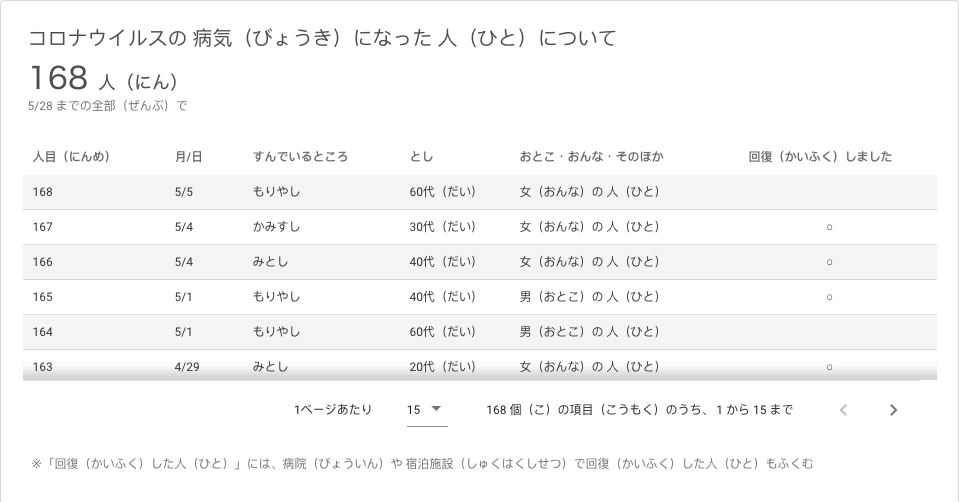 コロナウイルスの 病気（びょうき）になった 人（ひと）について
168 人（にん）
5/28 までの全部（ぜんぶ）で
人目（にんめ） 月/日 すんでいるところ とし おとこ・おんな・そのほか 回復（かいふく）しました
168 5/5 もりやし 60代（だい） 女（おんな）の 人（ひと）
167 5/4 かみすし 30代（だい） 女（おんな）の 人（ひと） ○
166 5/4 みとし 40代（だい） 女（おんな）の 人（ひと） ○
165 5/1 もりやし 40代（だい） 男（おとこ）の 人（ひと） ○
164 5/1 もりやし 60代（だい） 男（おとこ）の 人（ひと）
163 4/29 みとし 20代（だい） 女（おんな）の 人（ひと） ○
1ページあたり 15 168 個（こ）の項目（こうもく）のうち、1 から 15 まで
※「回復（かいふく）した人（ひと）」には、病院（びょういん）や 宿泊施設（しゅくはくしせつ）で回復（かいふく）した人（ひと）もふくむ